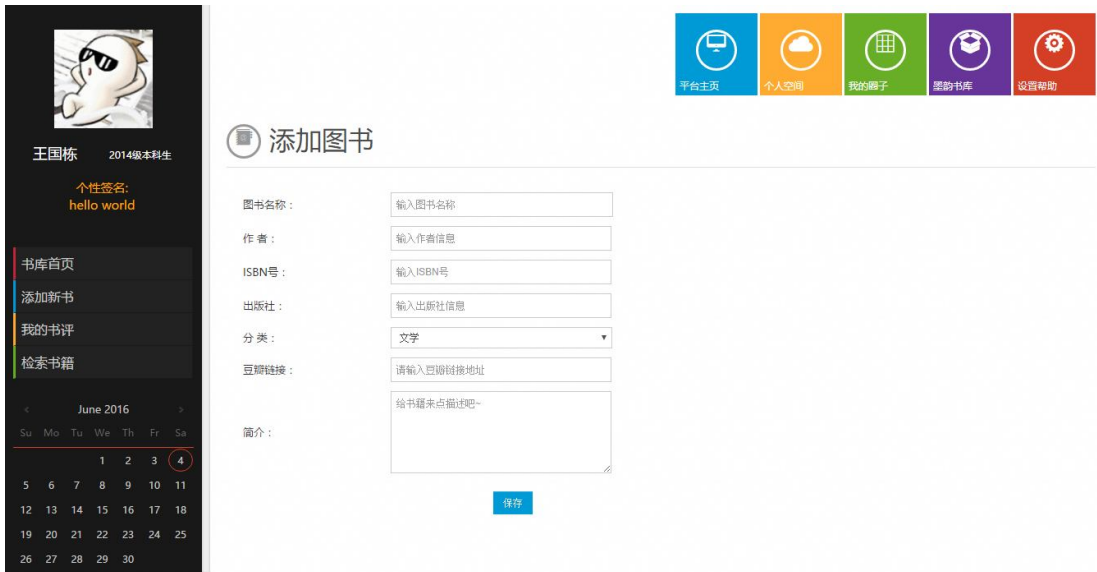 平台主页
个人空间
我的圈子
墨韵书库
设置帮助
王国栋 2014级本科生
个性签名:
hello world
书库首页
添加新书
我的书评
检索书籍
< June 2016 >
Su Mo Tu We Th Fr Sa
1 2 3 4
5 6 7 8 9 10 11
12 13 14 15 16 17 18
19 20 21 22 23 24 25
26 27 28 29 30
添加图书
图书名称： 输入图书名称
作 者： 输入作者信息
ISBN号： 输入ISBN号
出版社： 输入出版社信息
分 类： 文学
豆瓣链接： 请输入豆瓣链接地址
简介： 给书籍来点描述吧~
保存